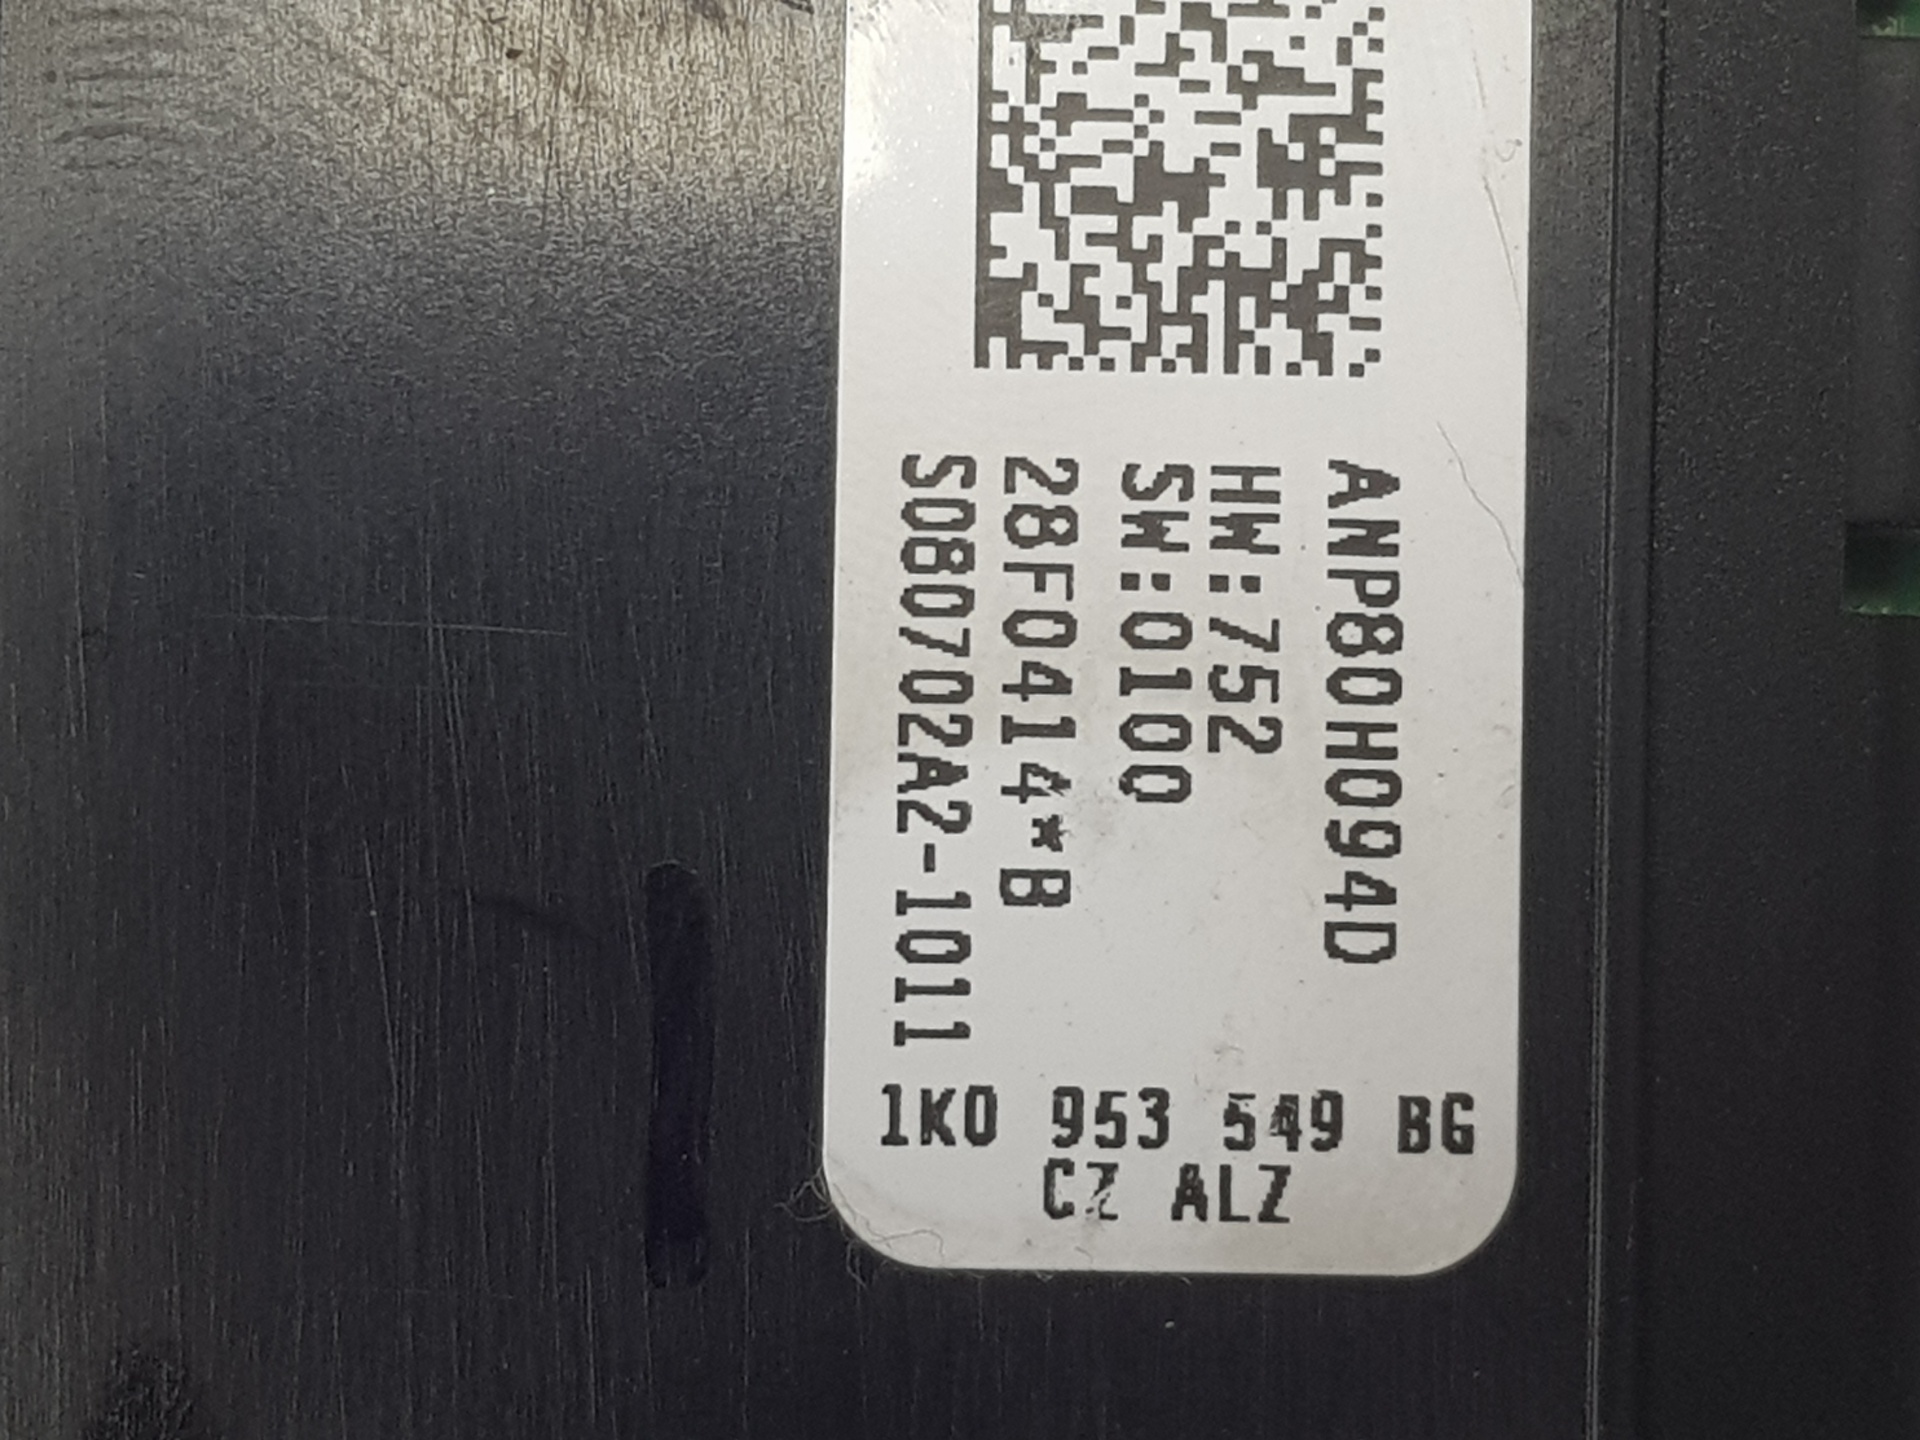 ANP80H094D
HW:752
SW:0100
28F0414*B
S080702A2-1011
1K0 953 549 BG
CZ ALZ